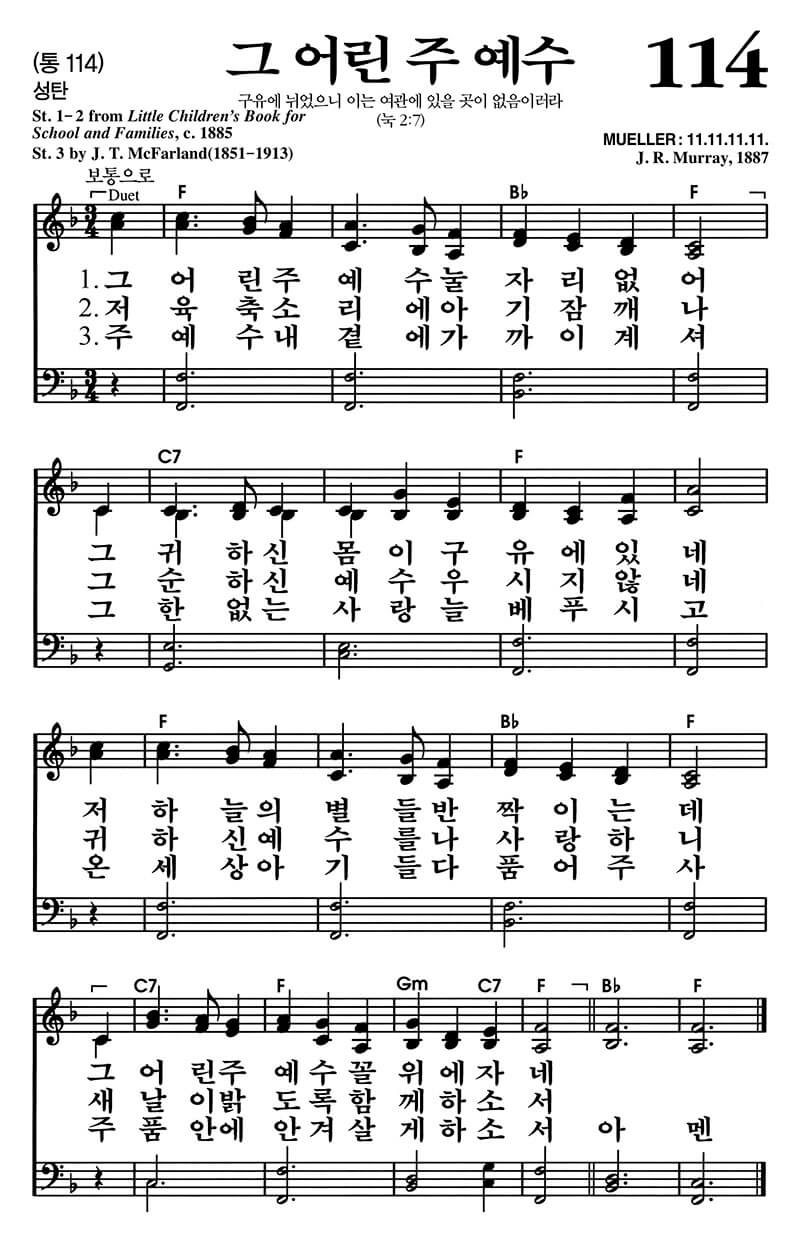 (통 114)
성탄
그 어린 주 예수
114
구유에 뉘었으니 이는 여관에 있을 곳이 없음이러라
(눅 2:7)
St. 1-2 from Little Children's Book for
School and Families, c. 1885
St. 3 by J. T. McFarland(1851-1913)
MUELLER : 11.11.11.11.
J. R. Murray, 1887
보통으로
Duet F B♭ F
3/4
1. 그 어 린 주 예 수 눌 자 리 없 어
2. 저 육 축 소 리 에 아 기 잠 깨 나
3. 주 예 수 내 곁 에 가 까 이 계 셔
3/4
C7 F
그 귀 하 신 몸 이 구 유 에 있 네
그 순 하 신 예 수 우 시 지 않 네
그 한 없 는 사 랑 늘 베 푸 시 고
F B♭ F
저 하 늘 의 별 들 반 짝 이 는 데
귀 하 신 예 수 를 나 사 랑 하 니
온 세 상 아 기 들 다 품 어 주 사
C7 F Gm C7 F B♭ F
그 어 린 주 예 수 꼴 위 에 자 네
새 날 이 밝 도 록 함 께 하 소 서
주 품 안 에 안 겨 살 게 하 소 서 아 멘